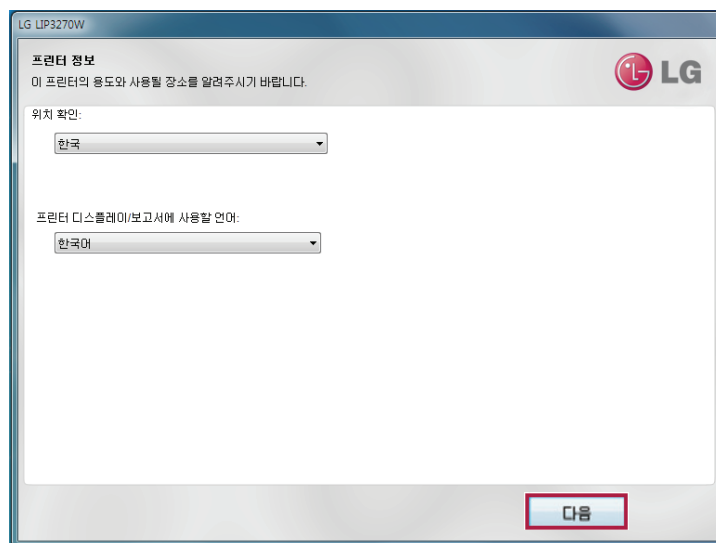 LG LIP3270W
프린터 정보
이 프린터의 용도와 사용될 장소를 알려주시기 바랍니다.
LG
위치 확인:
한국
프린터 디스플레이/보고서에 사용할 언어:
한국어
다음